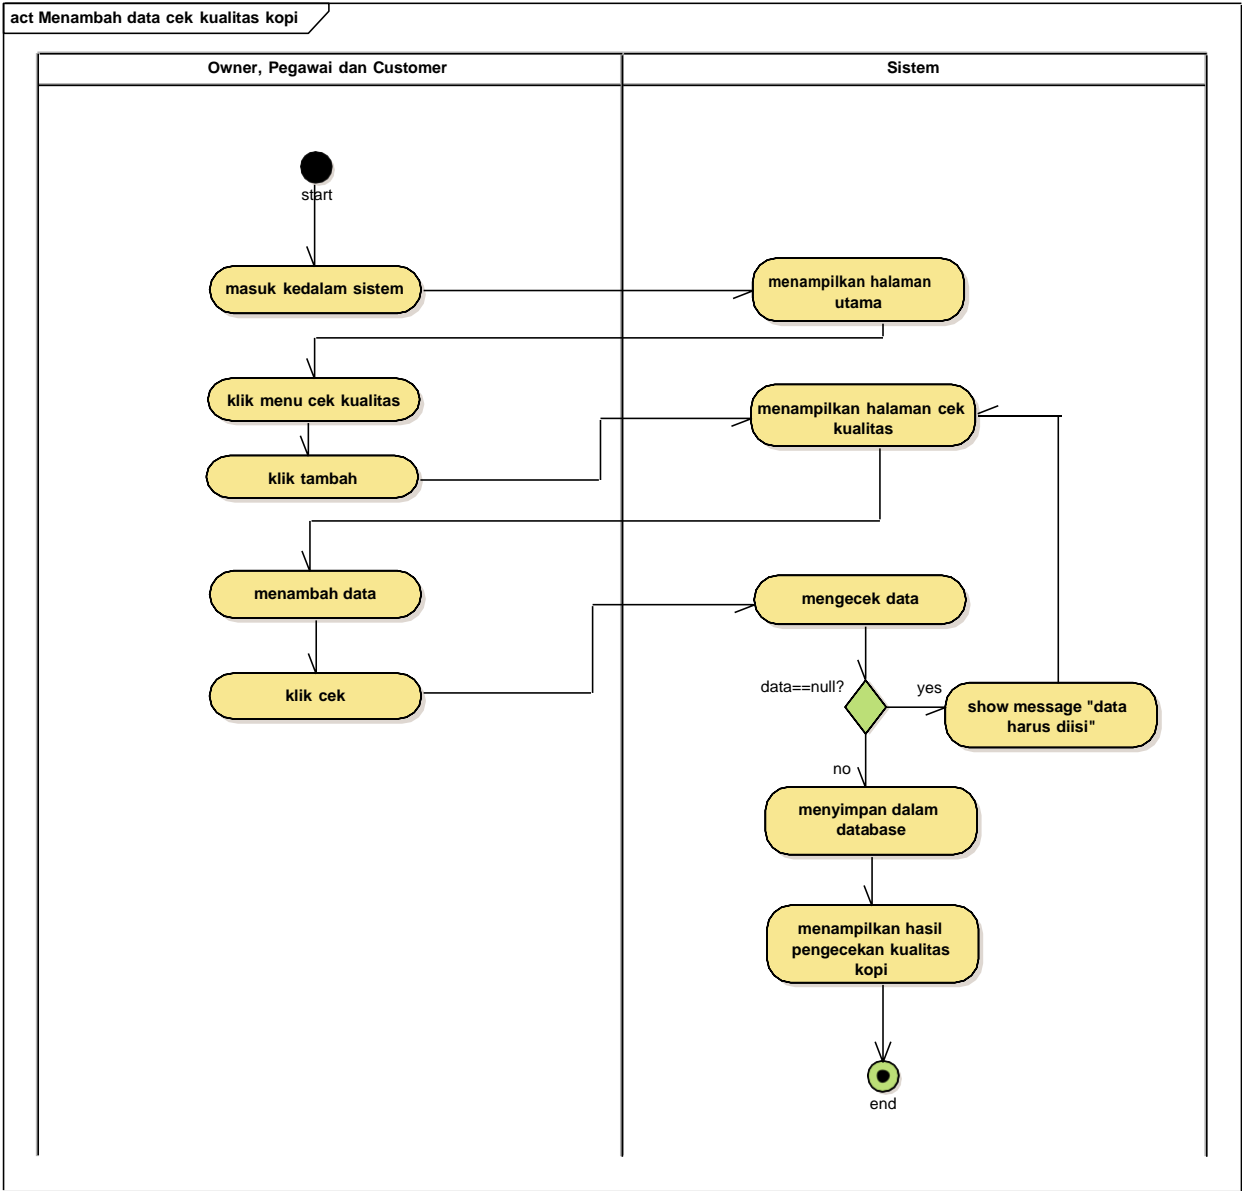 act Menambah data cek kualitas kopi
Owner, Pegawai dan Customer
Sistem
start
masuk kedalam sistem
menampilkan halaman
utama
klik menu cek kualitas
menampilkan halaman cek
kualitas
klik tambah
menambah data
mengecek data
klik cek
data==null?
yes
show message "data
harus diisi"
no
menyimpan dalam
database
menampilkan hasil
pengecekan kualitas
kopi
end